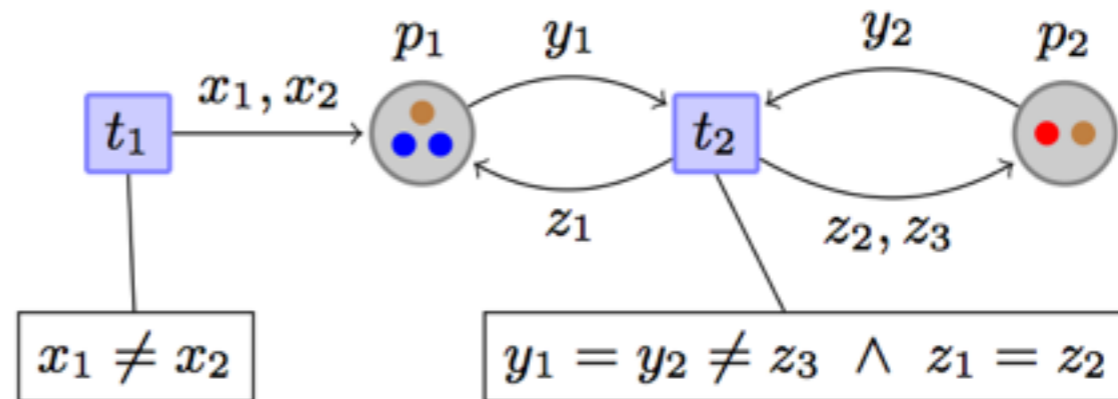 p₁ y₁ y₂ p₂
x₁, x₂
t₁ t₂
z₁ z₂, z₃
x₁ ≠ x₂ y₁ = y₂ ≠ z₃ ∧ z₁ = z₂